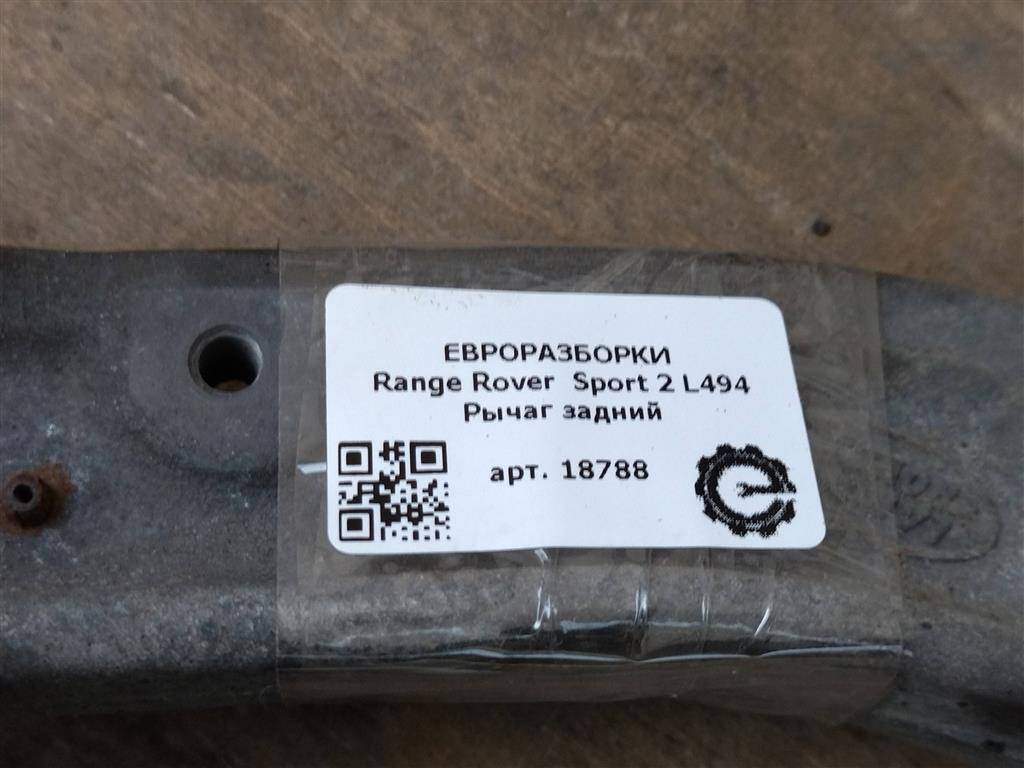 ЕВРОРАЗБОРКИ
Range Rover Sport 2 L494
Рычаг задний
арт. 18788